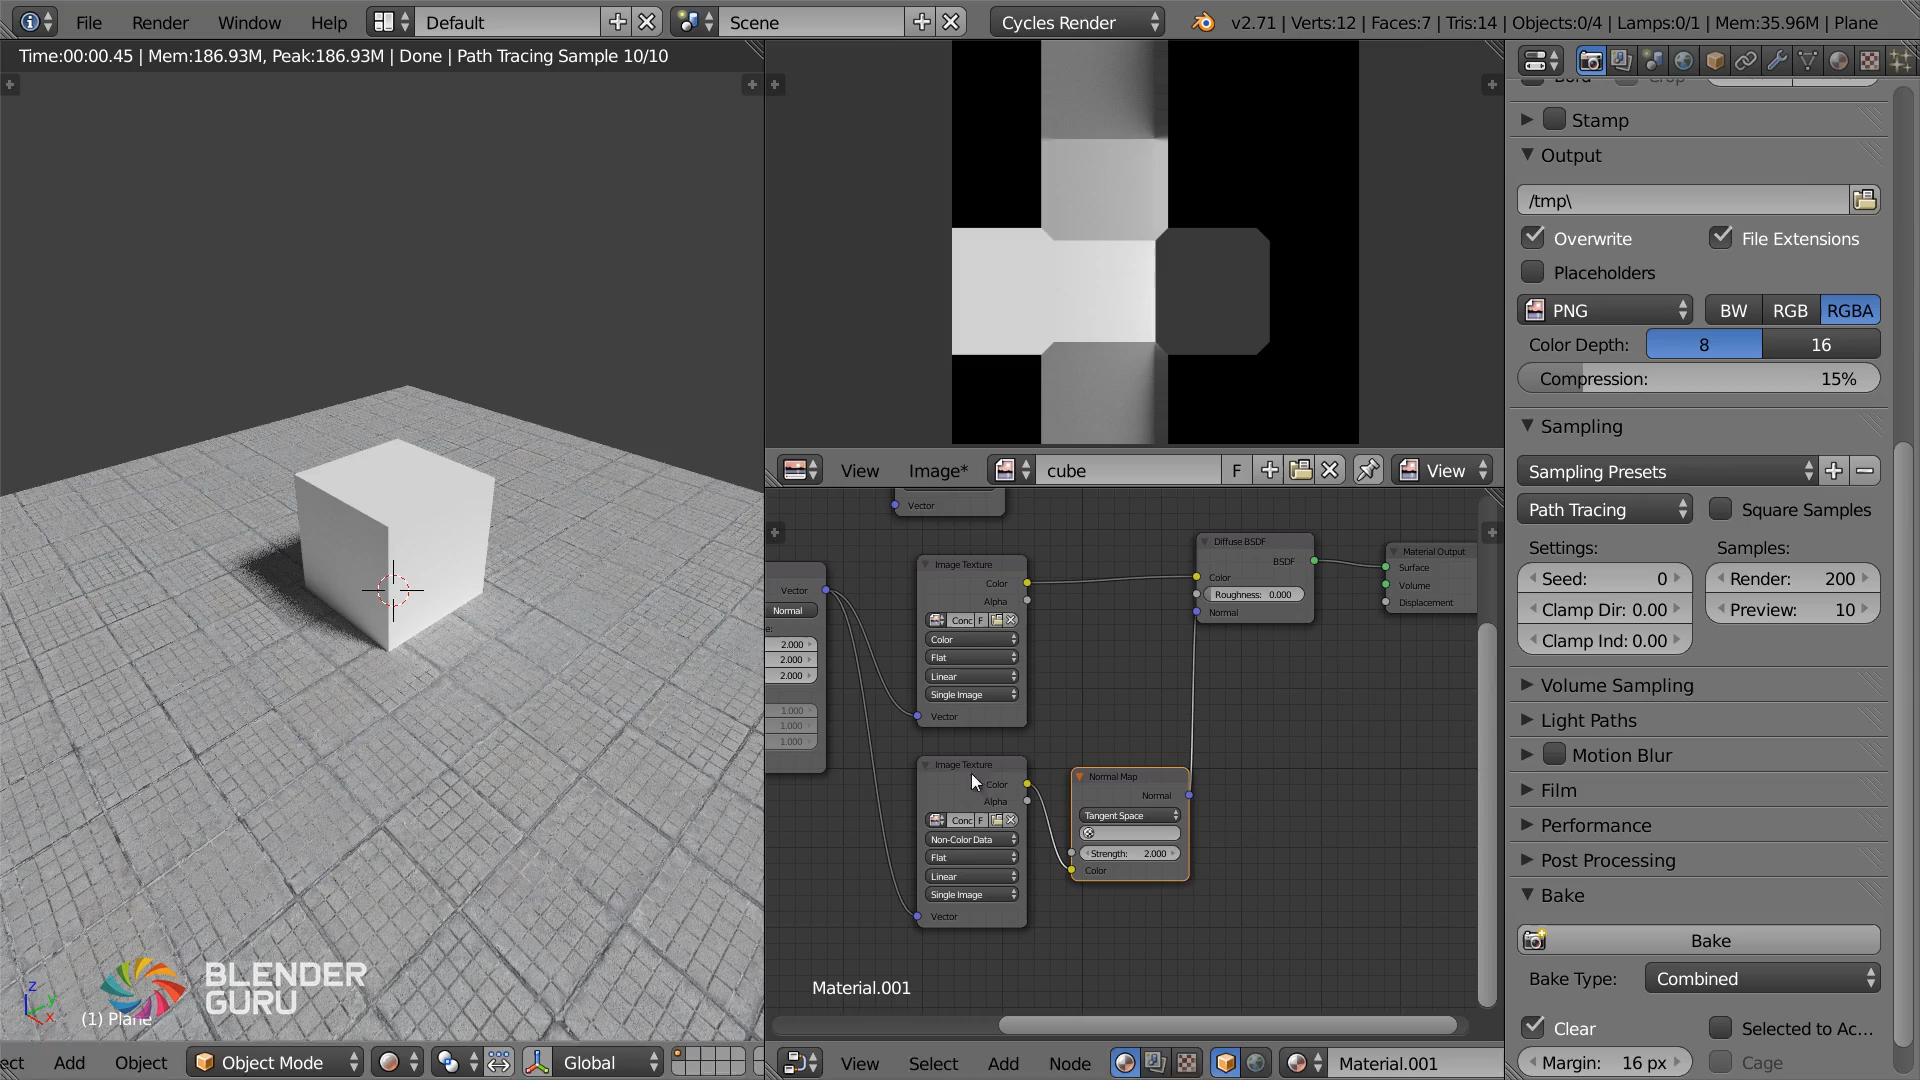 File Render Window Help Default Scene Cycles Render v2.71 | Verts:12 | Faces:7 | Tris:14 | Objects:0/4 | Lamps:0/1 | Mem:35.96M | Plane
Time:00:00.45 | Mem:186.93M, Peak:186.93M | Done | Path Tracing Sample 10/10
Stamp
Output
/tmp\
Overwrite File Extensions
Placeholders
PNG BW RGB RGBA
Color Depth: 8 16
Compression: 15%
Sampling
Sampling Presets
Path Tracing Square Samples
Settings: Samples:
Seed: 0 Render: 200
Clamp Dir: 0.00 Preview: 10
Clamp Ind: 0.00
Volume Sampling
Light Paths
Motion Blur
Film
Performance
Post Processing
Bake
Bake
Bake Type: Combined
Clear Selected to Ac...
Margin: 16 px Cage
View Image* cube F View
Vector
Vector
Normal
2.000
2.000
2.000
1.000
1.000
1.000
Image Texture
Color
Alpha
Conc F
Color
Flat
Linear
Single Image
Vector
Image Texture
Color
Alpha
Conc F
Non-Color Data
Flat
Linear
Single Image
Vector
Normal Map
Normal
Tangent Space
Strength: 2.000
Color
Diffuse BSDF
BSDF
Color
Roughness: 0.000
Normal
Material Output
Surface
Volume
Displacement
Material.001
BLENDER
GURU
z
y
x
(1) Plane
ect Add Object Object Mode Global
View Select Add Node Material.001